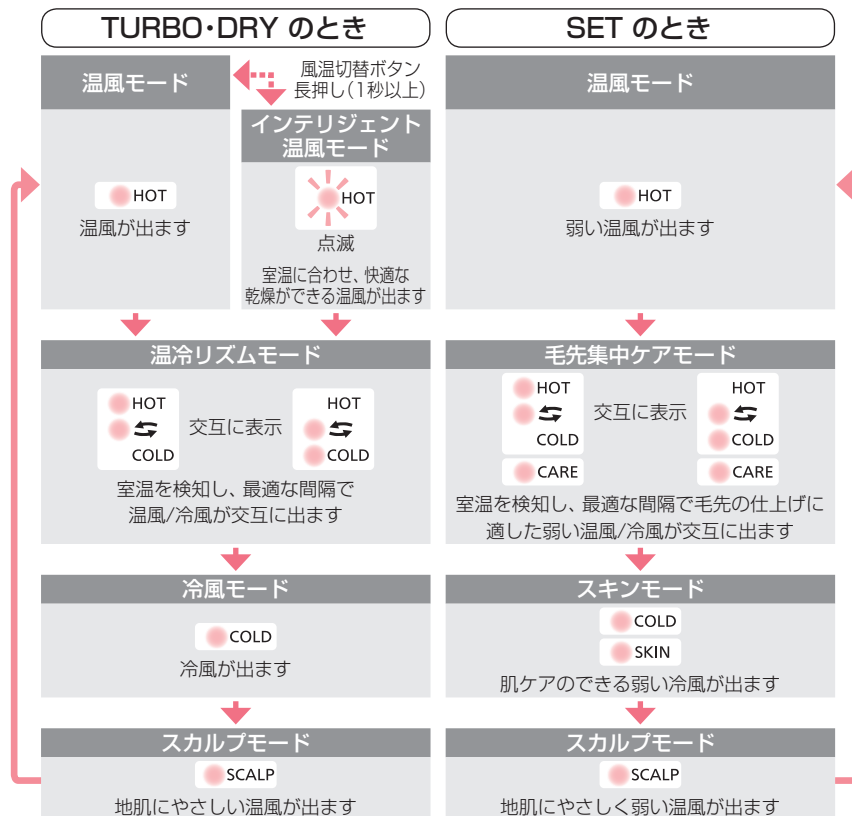 TURBO・DRY のとき
温風モード
風温切替ボタン
長押し(1秒以上)
インテリジェント
温風モード
HOT
温風が出ます
HOT
点滅
室温に合わせ、快適な
乾燥ができる温風が出ます
温冷リズムモード
HOT
COLD
交互に表示
HOT
COLD
室温を検知し、最適な間隔で
温風/冷風が交互に出ます
冷風モード
COLD
冷風が出ます
スカルプモード
SCALP
地肌にやさしい温風が出ます
SET のとき
温風モード
HOT
弱い温風が出ます
毛先集中ケアモード
HOT
COLD
CARE
交互に表示
HOT
COLD
CARE
室温を検知し、最適な間隔で毛先の仕上げに
適した弱い温風/冷風が交互に出ます
スキンモード
COLD
SKIN
肌ケアのできる弱い冷風が出ます
スカルプモード
SCALP
地肌にやさしく弱い温風が出ます